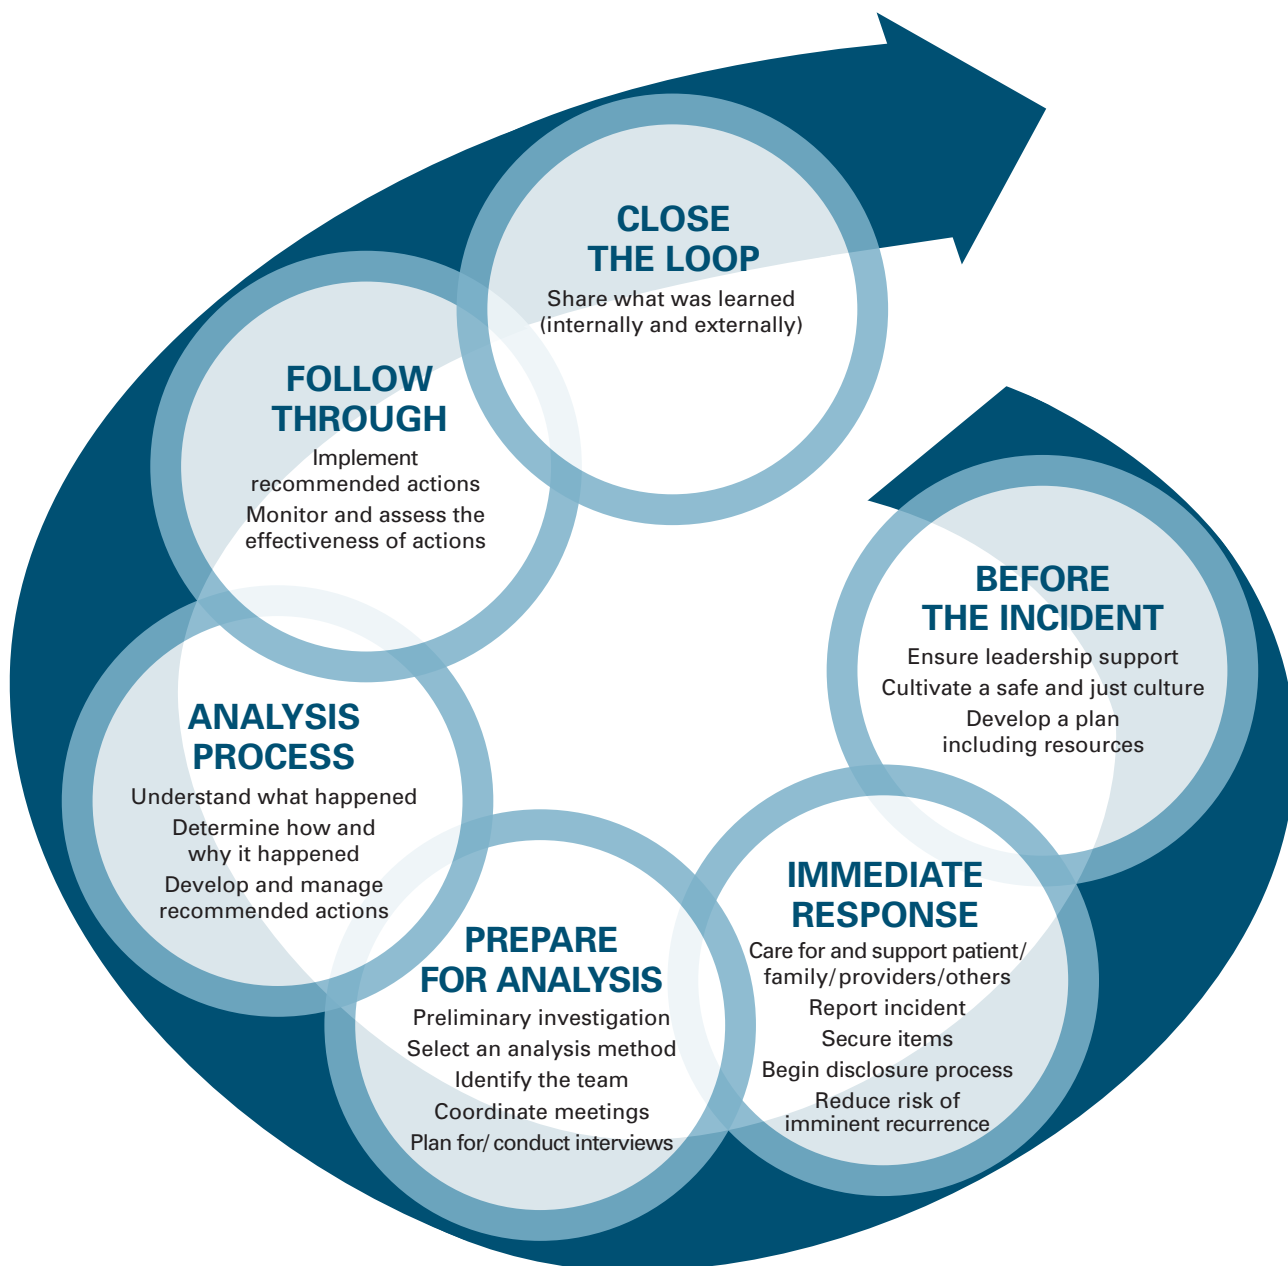 CLOSE
THE LOOP
Share what was learned
(internally and externally)
FOLLOW
THROUGH
Implement
recommended actions
Monitor and assess the
effectiveness of actions
BEFORE
THE INCIDENT
Ensure leadership support
Cultivate a safe and just culture
Develop a plan
including resources
ANALYSIS
PROCESS
Understand what happened
Determine how and
why it happened
Develop and manage
recommended actions
IMMEDIATE
RESPONSE
Care for and support patient/
family/providers/others
Report incident
Secure items
Begin disclosure process
Reduce risk of
imminent recurrence
PREPARE
FOR ANALYSIS
Preliminary investigation
Select an analysis method
Identify the team
Coordinate meetings
Plan for/ conduct interviews